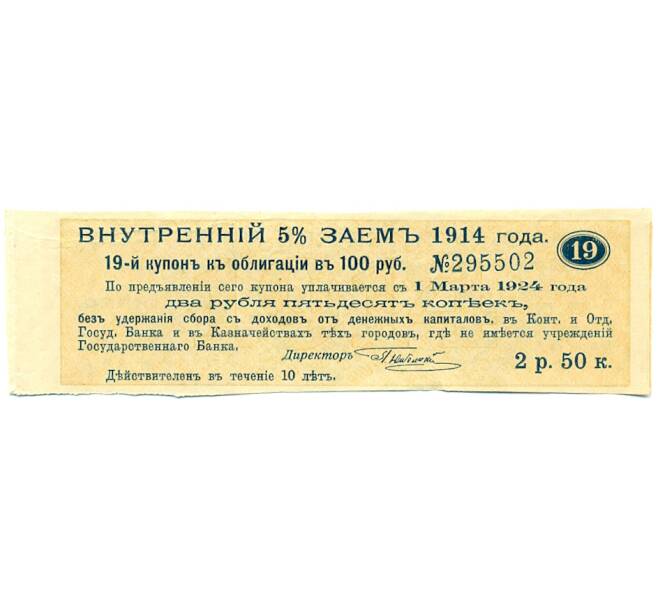 ВНУТРЕННІЙ 5% ЗАЕМЪ 1914 года.
19
19-й купонъ къ облигаціи въ 100 руб. №295502
По предъявленіи сего купона уплачивается съ 1 Марта 1924 года
два рубля пятьдесятъ копѣекъ,
безъ удержанія сбора съ доходовъ отъ денежныхъ капиталовъ, въ Конт. и Отд.
Госуд. Банка и въ Казначействахъ тѣхъ городовъ, гдѣ не имѣется учрежденій
Государственнаго Банка.
Директоръ
2 р. 50 к.
Дѣйствителенъ въ теченіе 10 лѣтъ.